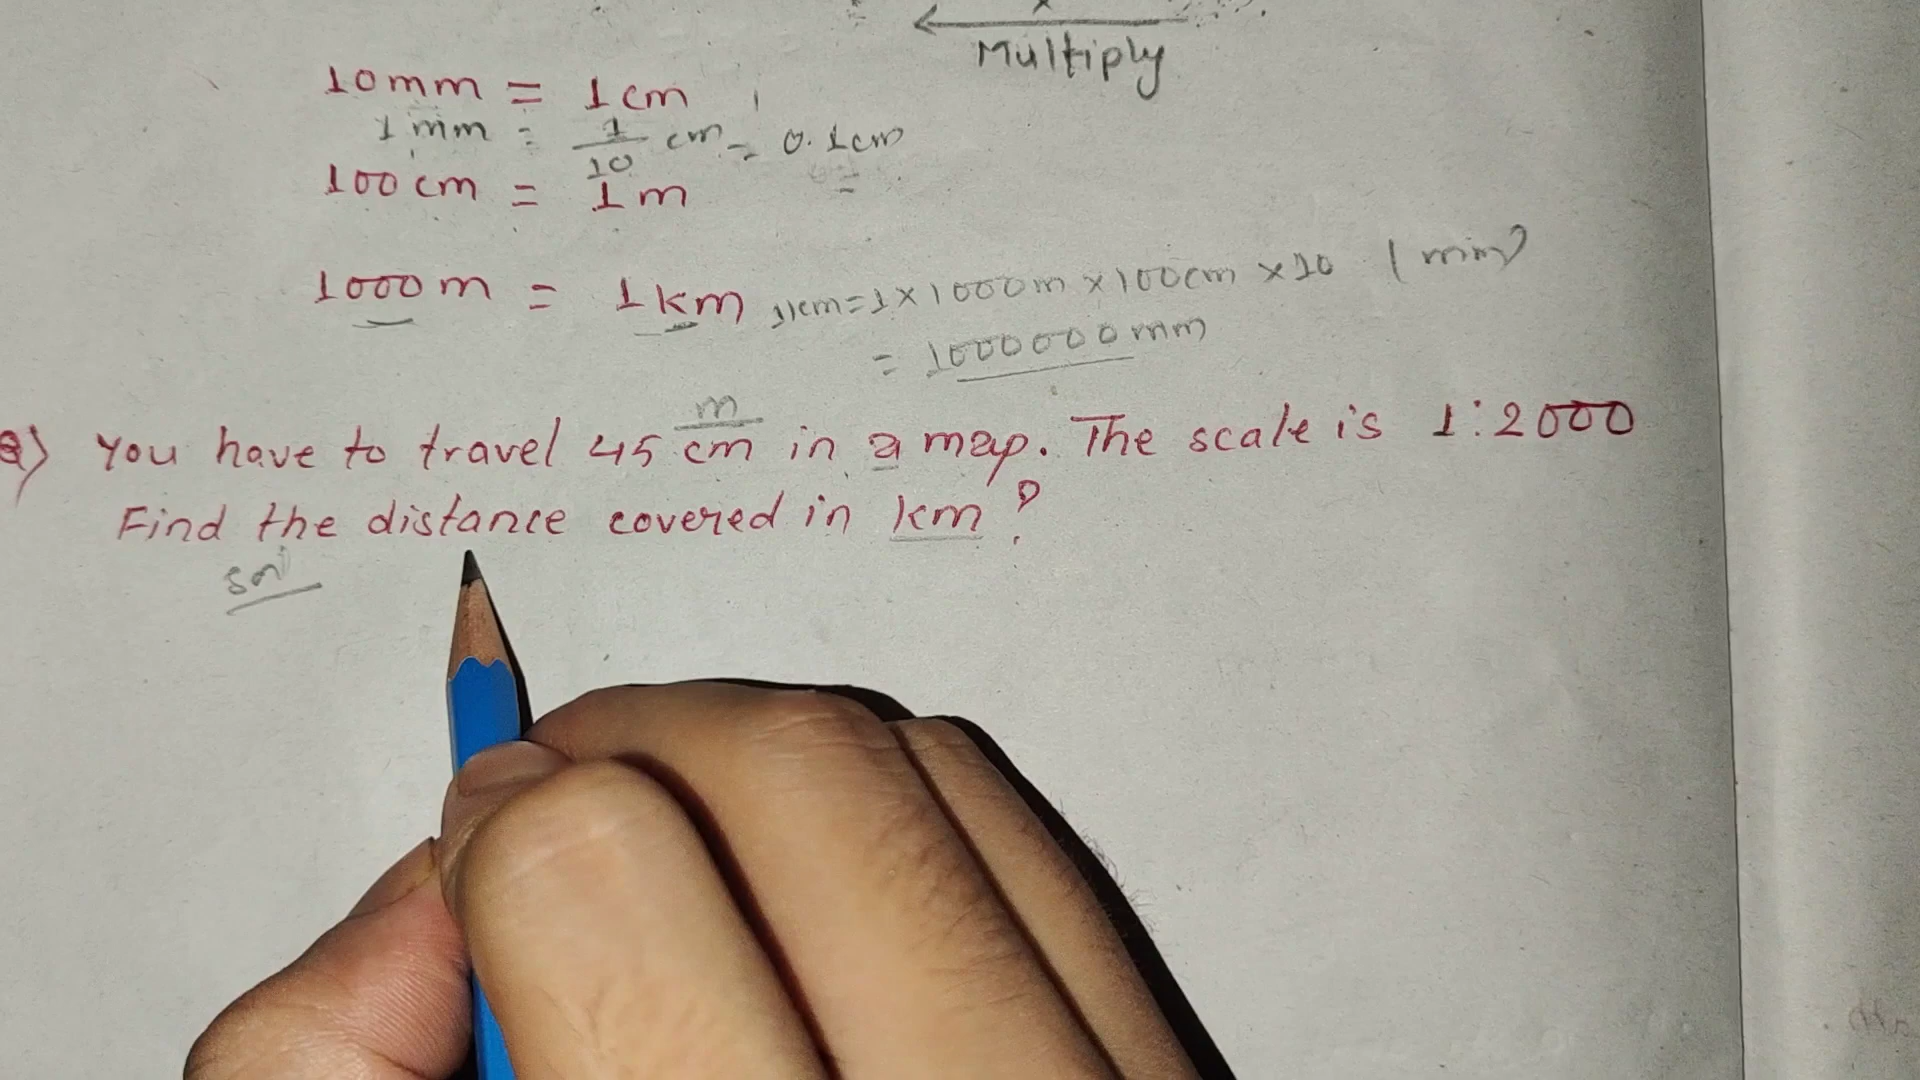 Multiply
10mm = 1cm
1mm = 1/10 cm = 0.1cm
100cm = 1m
1000m = 1km 1km=1×1000m×100cm×10 (mm)
= 1000000mm
m
Q) You have to travel 45 cm in a map. The scale is 1:2000
Find the distance covered in km?
Sol